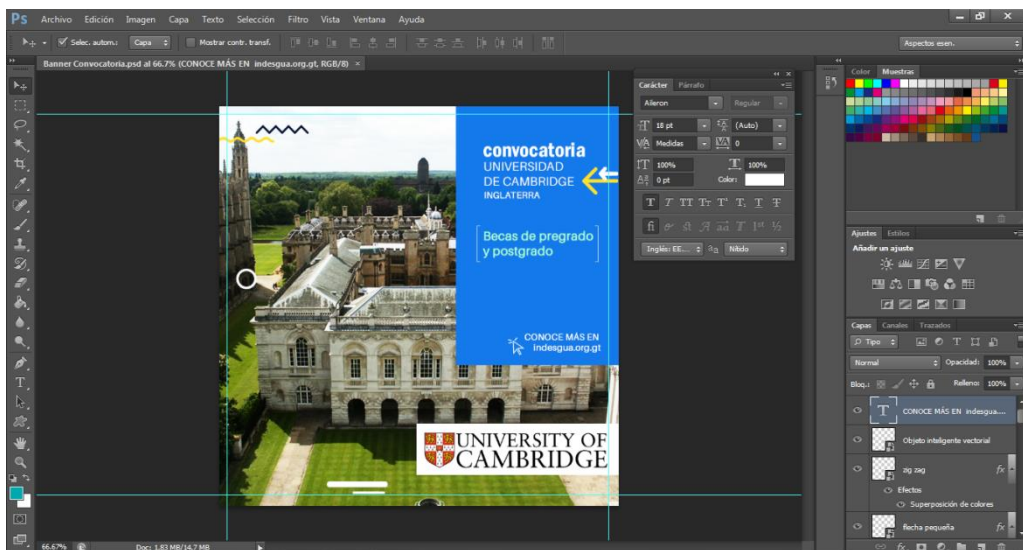 Ps Archivo Edición Imagen Capa Texto Selección Filtro Vista Ventana Ayuda
Selec. autom.: Capa Mostrar contr. transf. Aspectos esen.
Banner Convocatoria.psd al 66.7% (CONOCE MÁS EN indesgua.org.gt, RGB/8) ×
convocatoria
UNIVERSIDAD
DE CAMBRIDGE
INGLATERRA
Becas de pregrado
y postgrado
CONOCE MÁS EN
indesgua.org.gt
UNIVERSITY OF
CAMBRIDGE
Carácter Párrafo
Aileron Regular
18 pt (Auto)
Medidas 0
100% 100%
0 pt Color:
Inglés: EE... Nítido
Color Muestras
Ajustes Estilos
Añadir un ajuste
Capas Canales Trazados
Tipo
Normal Opacidad: 100%
Bloq.: Relleno: 100%
CONOCE MÁS EN indesgua....
Objeto inteligente vectorial
zig zag fx
Efectos
Superposición de colores
flecha pequeña fx
66.67% Doc: 1.83 MB/14.7 MB